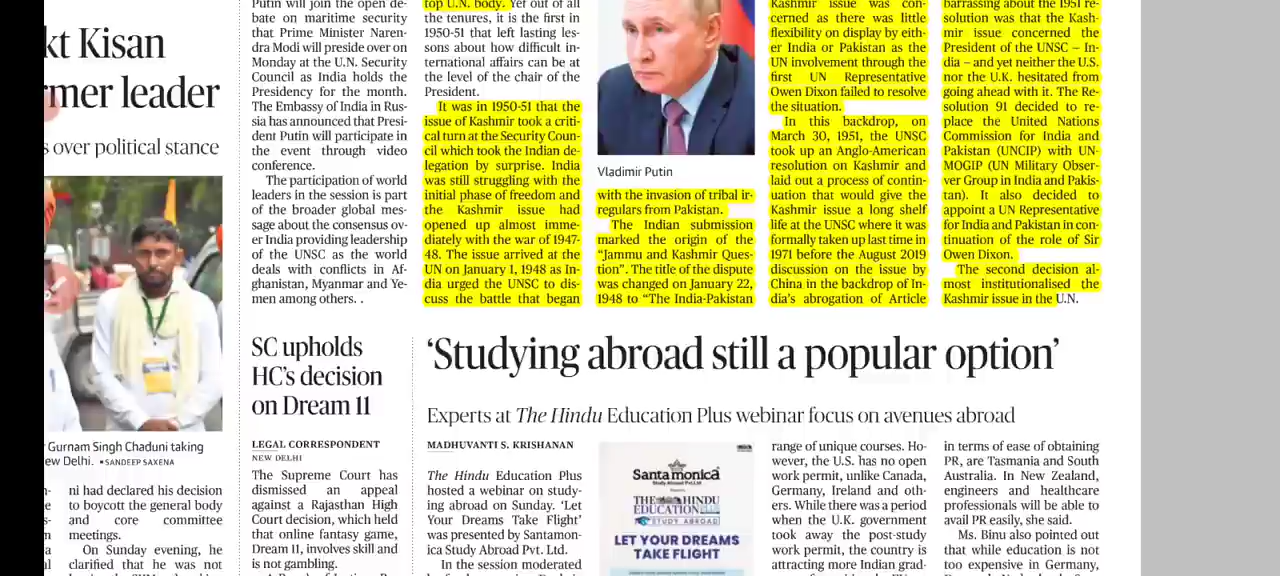 kt Kisan
rmer leader
s over political stance
Gurnam Singh Chaduni taking
ew Delhi. •SANDEEP SAXENA
ni had declared his decision
to boycott the general body
and core committee
meetings.
On Sunday evening, he
clarified that he was not
Putin will join the open de-
bate on maritime security
that Prime Minister Naren-
dra Modi will preside over on
Monday at the U.N. Security
Council as India holds the
Presidency for the month.
The Embassy of India in Rus-
sia has announced that Presi-
dent Putin will participate in
the event through video
conference.
The participation of world
leaders in the session is part
of the broader global mes-
sage about the consensus ov-
er India providing leadership
of the UNSC as the world
deals with conflicts in Af-
ghanistan, Myanmar and Ye-
men among others. .
top U.N. body. Yet out of all
the tenures, it is the first in
1950-51 that left lasting les-
sons about how difficult in-
ternational affairs can be at
the level of the chair of the
President.
It was in 1950-51 that the
issue of Kashmir took a criti-
cal turn at the Security Coun-
cil which took the Indian de-
legation by surprise. India
was still struggling with the
initial phase of freedom and
the Kashmir issue had
opened up almost imme-
diately with the war of 1947-
48. The issue arrived at the
UN on January 1, 1948 as In-
dia urged the UNSC to dis-
cuss the battle that began
Vladimir Putin
with the invasion of tribal ir-
regulars from Pakistan.
The Indian submission
marked the origin of the
“Jammu and Kashmir Ques-
tion”. The title of the dispute
was changed on January 22,
1948 to “The India-Pakistan
Kashmir issue was con-
cerned as there was little
flexibility on display by eith-
er India or Pakistan as the
UN involvement through the
first UN Representative
Owen Dixon failed to resolve
the situation.
In this backdrop, on
March 30, 1951, the UNSC
took up an Anglo-American
resolution on Kashmir and
laid out a process of contin-
uation that would give the
Kashmir issue a long shelf
life at the UNSC where it was
formally taken up last time in
1971 before the August 2019
discussion on the issue by
China in the backdrop of In-
dia's abrogation of Article
barrassing about the 1951 re-
solution was that the Kash-
mir issue concerned the
President of the UNSC – In-
dia – and yet neither the U.S.
nor the U.K. hesitated from
going ahead with it. The Re-
solution 91 decided to re-
place the United Nations
Commission for India and
Pakistan (UNCIP) with UN-
MOGIP (UN Military Obser-
ver Group in India and Pakis-
tan). It also decided to
appoint a UN Representative
for India and Pakistan in con-
tinuation of the role of Sir
Owen Dixon.
The second decision al-
most institutionalised the
Kashmir issue in the U.N.
SC upholds
HC's decision
on Dream 11
LEGAL CORRESPONDENT
NEW DELHI
The Supreme Court has
dismissed an appeal
against a Rajasthan High
Court decision, which held
that online fantasy game,
Dream 11, involves skill and
is not gambling.
‘Studying abroad still a popular option’
Experts at The Hindu Education Plus webinar focus on avenues abroad
MADHUVANTI S. KRISHANAN
The Hindu Education Plus
hosted a webinar on study-
ing abroad on Sunday. ‘Let
Your Dreams Take Flight’
was presented by Santamon-
ica Study Abroad Pvt. Ltd.
In the session moderated
Santa monica
Study Abroad Pvt.Ltd
THE HINDU
EDUCATION
STUDY ABROAD
LET YOUR DREAMS
TAKE FLIGHT
range of unique courses. Ho-
wever, the U.S. has no open
work permit, unlike Canada,
Germany, Ireland and oth-
ers. While there was a period
when the U.K. government
took away the post-study
work permit, the country is
attracting more Indian grad-
in terms of ease of obtaining
PR, are Tasmania and South
Australia. In New Zealand,
engineers and healthcare
professionals will be able to
avail PR easily, she said.
Ms. Binu also pointed out
that while education is not
too expensive in Germany,